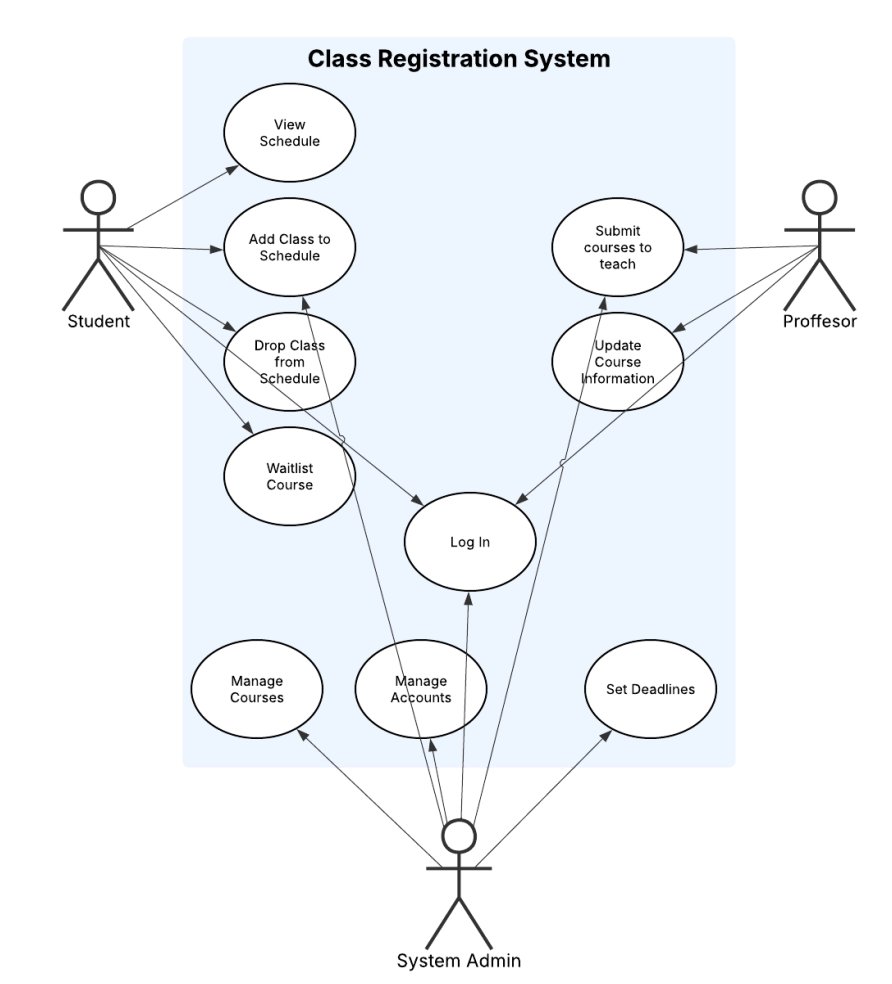 Class Registration System
View
Schedule
Add Class to
Schedule
Submit
courses to
teach
Student
Proffesor
Drop Class
from
Schedule
Update
Course
Information
Waitlist
Course
Log In
Manage
Courses
Manage
Accounts
Set Deadlines
System Admin